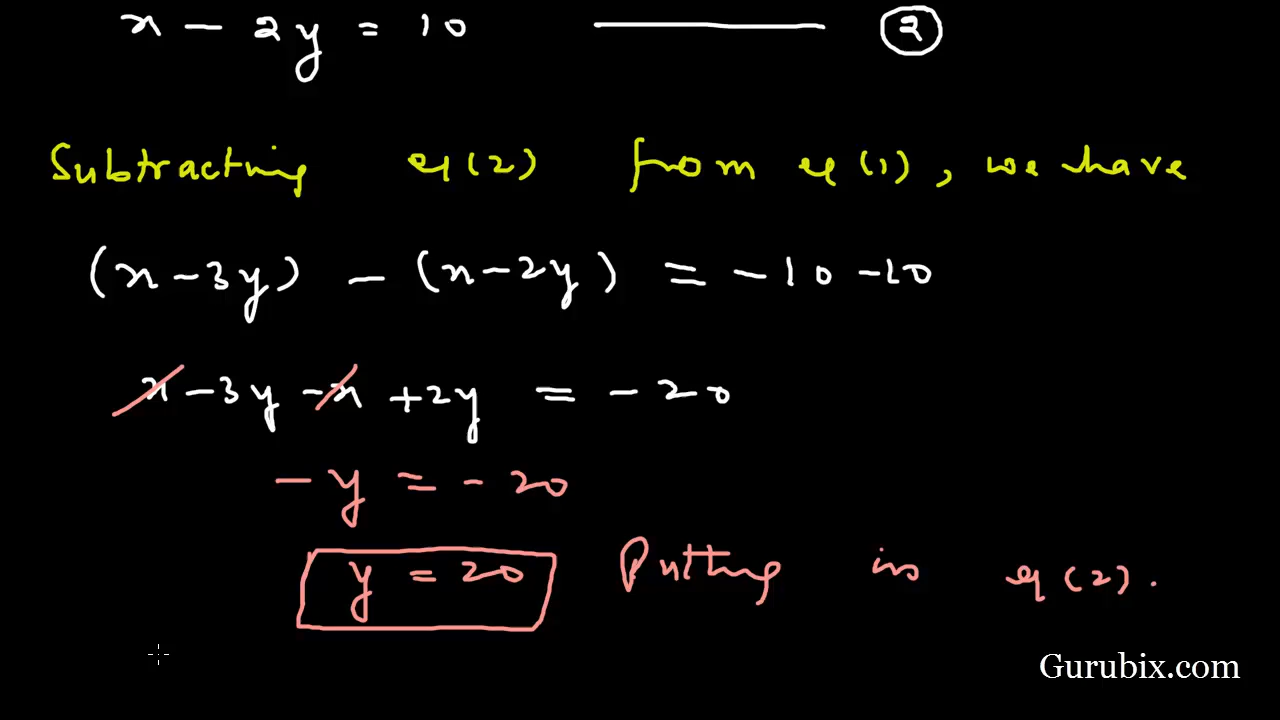 x - 2y = 10 ——— (2)
Subtracting eq (2) from eq (1), we have
(x - 3y) - (x - 2y) = -10 - 10
x - 3y - x + 2y = -20
-y = -20
y = 20 Putting in eq (2).
Gurubix.com